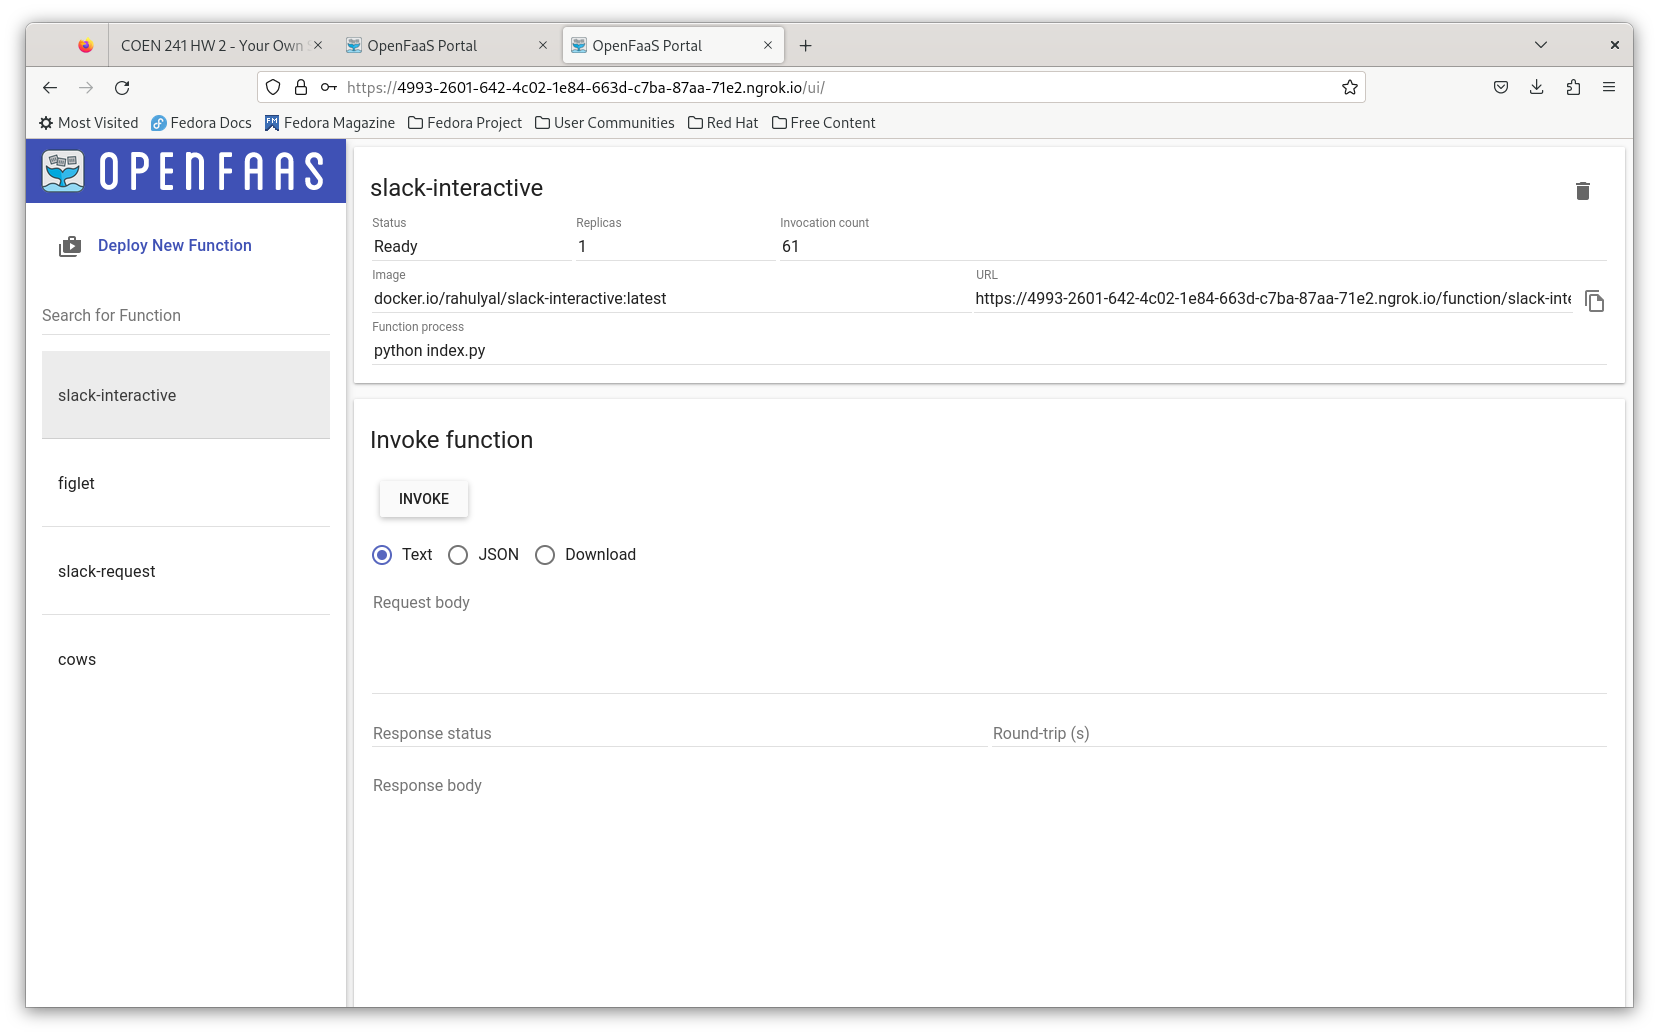 COEN 241 HW 2 - Your Own
OpenFaaS Portal
OpenFaaS Portal
https://4993-2601-642-4c02-1e84-663d-c7ba-87aa-71e2.ngrok.io/ui/
Most Visited
Fedora Docs
FM
Fedora Magazine
Fedora Project
User Communities
Red Hat
Free Content
OPENFAAS
Deploy New Function
Search for Function
slack-interactive
figlet
slack-request
cows
slack-interactive
Status
Replicas
Invocation count
Ready
1
61
Image
URL
docker.io/rahulyal/slack-interactive:latest
https://4993-2601-642-4c02-1e84-663d-c7ba-87aa-71e2.ngrok.io/function/slack-inte
Function process
python index.py
Invoke function
INVOKE
Text
JSON
Download
Request body
Response status
Round-trip (s)
Response body